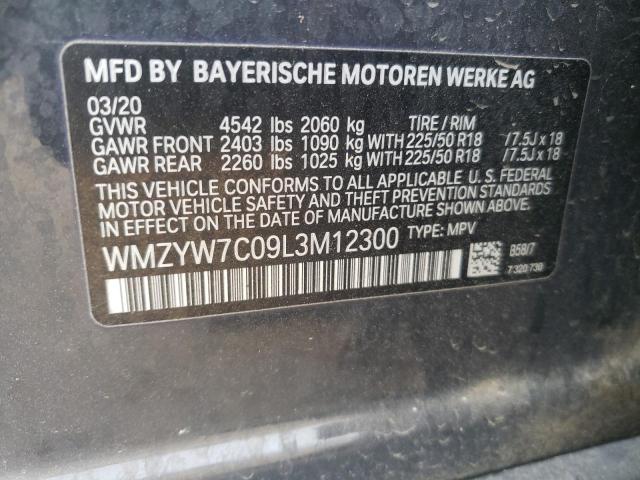 MFD BY BAYERISCHE MOTOREN WERKE AG
03/20
GVWR 4542 lbs 2060 kg TIRE / RIM
GAWR FRONT 2403 lbs 1090 kg WITH 225/50 R18 / 7.5J x 18
GAWR REAR 2260 lbs 1025 kg WITH 225/50 R18 / 7.5J x 18
THIS VEHICLE CONFORMS TO ALL APPLICABLE U. S. FEDERAL
MOTOR VEHICLE SAFETY AND THEFT PREVENTION STANDARDS
IN EFFECT ON THE DATE OF MANUFACTURE SHOWN ABOVE.
WMZYW7C09L3M12300 TYPE: MPV
B58/7
7 320 730